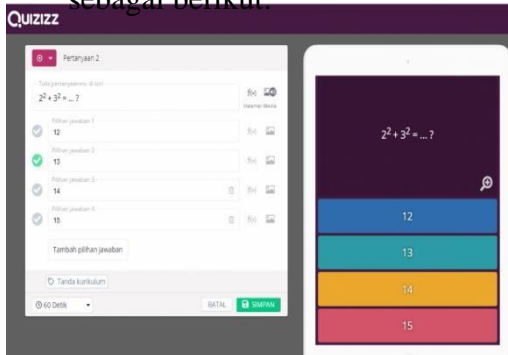 sebagai berikut:
Quizizz
Pertanyaan 2
Tulis pertanyaanmu di sini
2² + 3² = ... ?
f(x)
Pilihan jawaban 1
12
f(x)
Pilihan jawaban 2
13
f(x)
Pilihan jawaban 3
14
f(x)
Pilihan jawaban 4
15
f(x)
Tambah pilihan jawaban
Tanda kurikulum
60 Detik
BATAL
SIMPAN
2² + 3² = ... ?
12
13
14
15